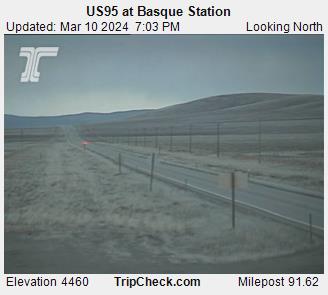 US95 at Basque Station
Updated: Mar 10 2024 7:03 PM Looking North
Elevation 4460 TripCheck.com Milepost 91.62